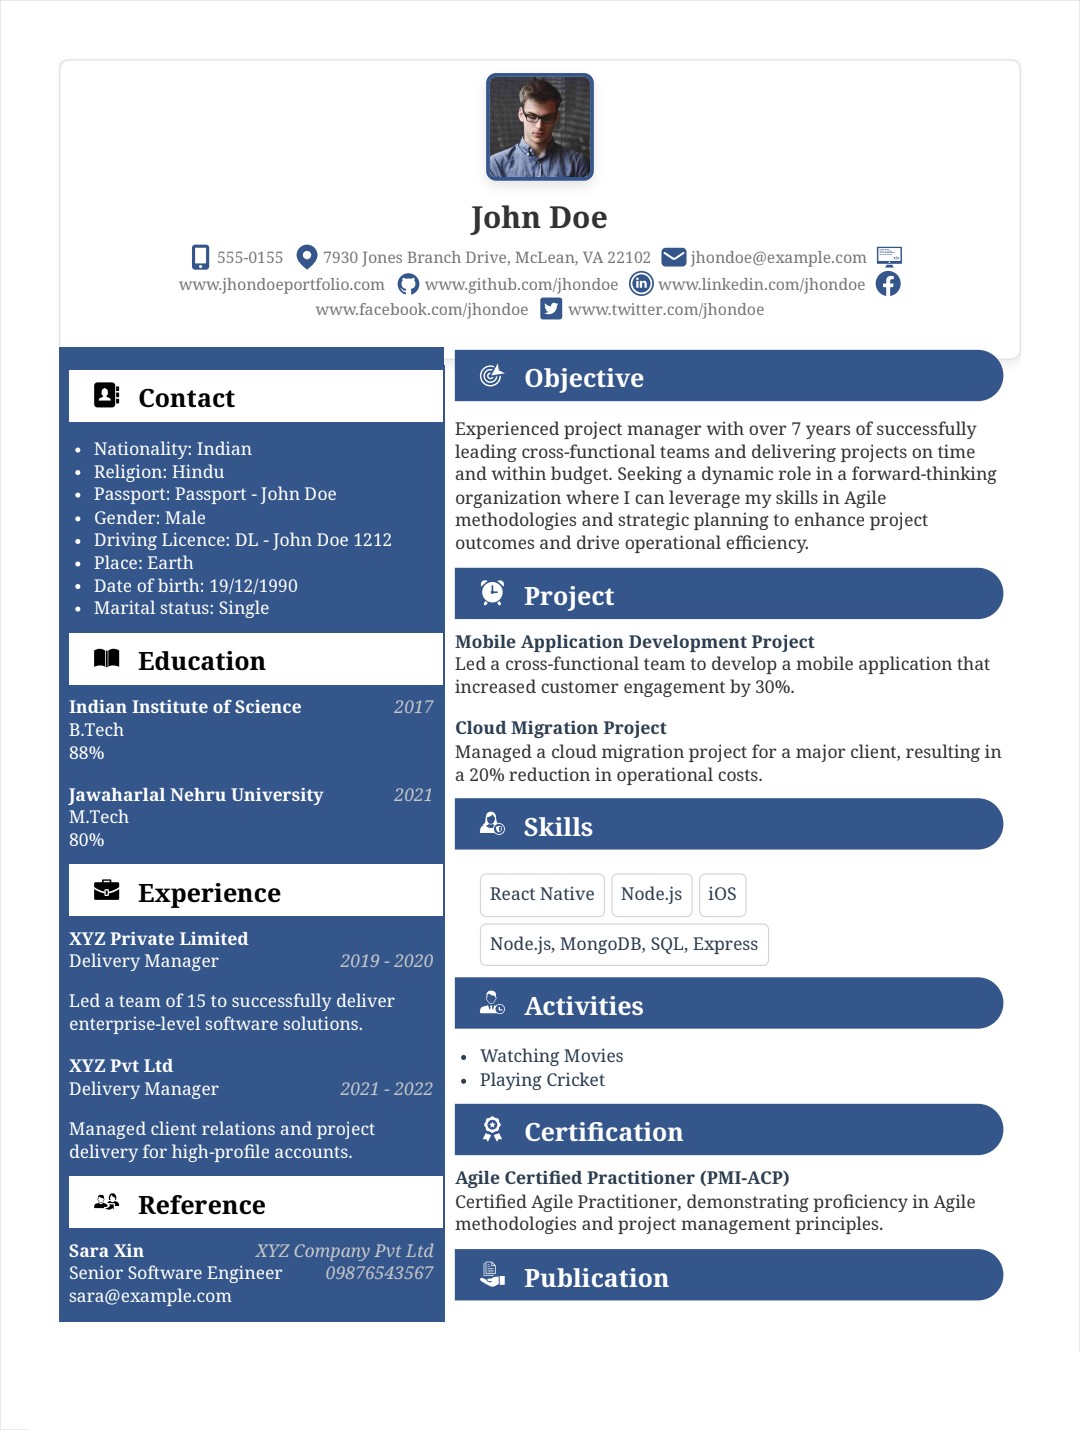 John Doe
555-0155 7930 Jones Branch Drive, McLean, VA 22102 jhondoe@example.com
www.jhondoeportfolio.com www.github.com/jhondoe www.linkedin.com/jhondoe
www.facebook.com/jhondoe www.twitter.com/jhondoe
Contact
• Nationality: Indian
• Religion: Hindu
• Passport: Passport - John Doe
• Gender: Male
• Driving Licence: DL - John Doe 1212
• Place: Earth
• Date of birth: 19/12/1990
• Marital status: Single
Education
Indian Institute of Science 2017
B.Tech
88%
Jawaharlal Nehru University 2021
M.Tech
80%
Experience
XYZ Private Limited
Delivery Manager 2019 - 2020
Led a team of 15 to successfully deliver
enterprise-level software solutions.
XYZ Pvt Ltd
Delivery Manager 2021 - 2022
Managed client relations and project
delivery for high-profile accounts.
Reference
Sara Xin XYZ Company Pvt Ltd
Senior Software Engineer 09876543567
sara@example.com
Objective
Experienced project manager with over 7 years of successfully
leading cross-functional teams and delivering projects on time
and within budget. Seeking a dynamic role in a forward-thinking
organization where I can leverage my skills in Agile
methodologies and strategic planning to enhance project
outcomes and drive operational efficiency.
Project
Mobile Application Development Project
Led a cross-functional team to develop a mobile application that
increased customer engagement by 30%.
Cloud Migration Project
Managed a cloud migration project for a major client, resulting in
a 20% reduction in operational costs.
Skills
React Native Node.js iOS
Node.js, MongoDB, SQL, Express
Activities
• Watching Movies
• Playing Cricket
Certification
Agile Certified Practitioner (PMI-ACP)
Certified Agile Practitioner, demonstrating proficiency in Agile
methodologies and project management principles.
Publication